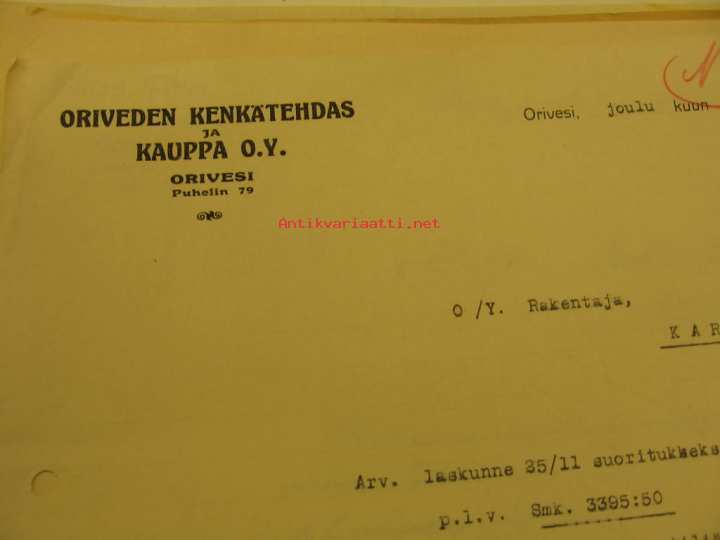 ORIVEDEN KENKÄTEHDAS
JA
KAUPPA O.Y.
ORIVESI
Puhelin 79
Orivesi, joulu kuun
Antikvariaatti.net
O/Y. Rakentaja,
KAR
Arv. laskunne 25/11 suoritukseks
p.l.v. Smk. 3395:50